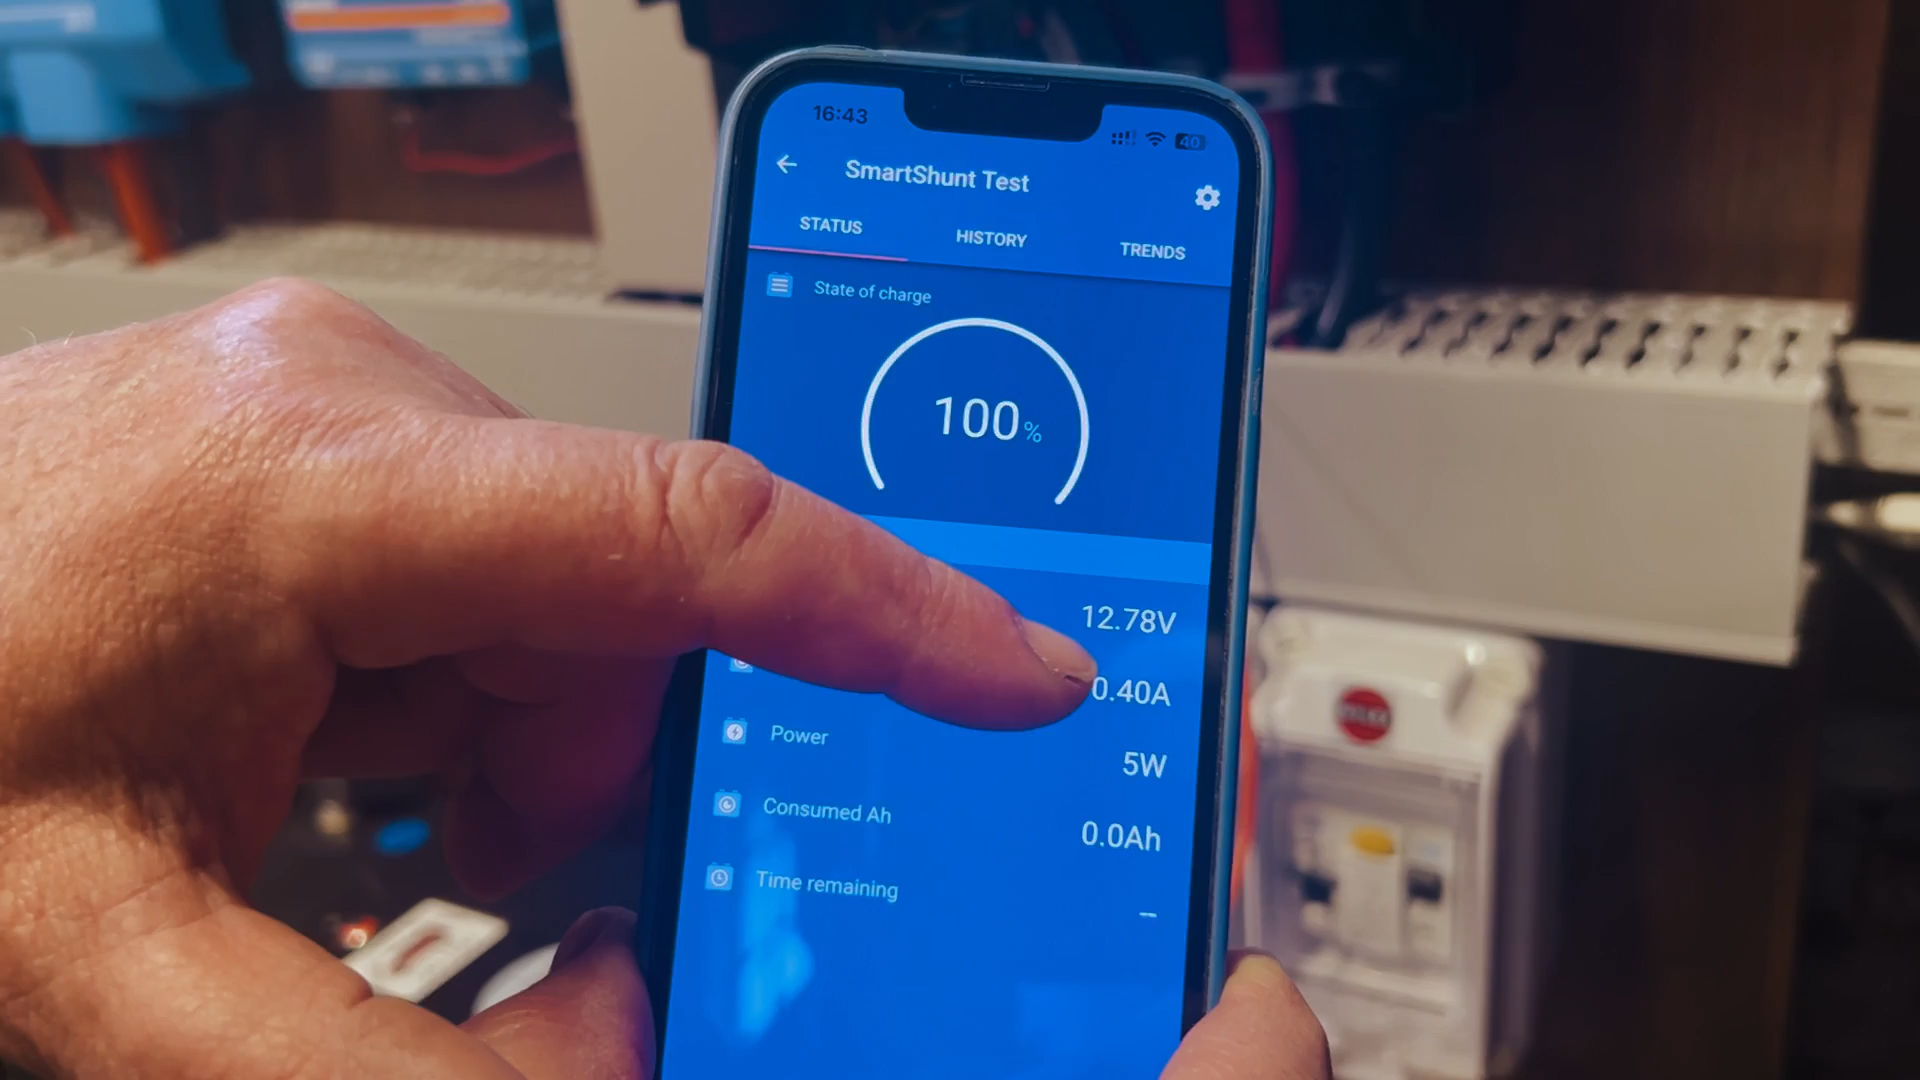 16:43
40
SmartShunt Test
STATUS
HISTORY
TRENDS
State of charge
100%
12.78V
0.40A
Power
5W
Consumed Ah
0.0Ah
Time remaining
--